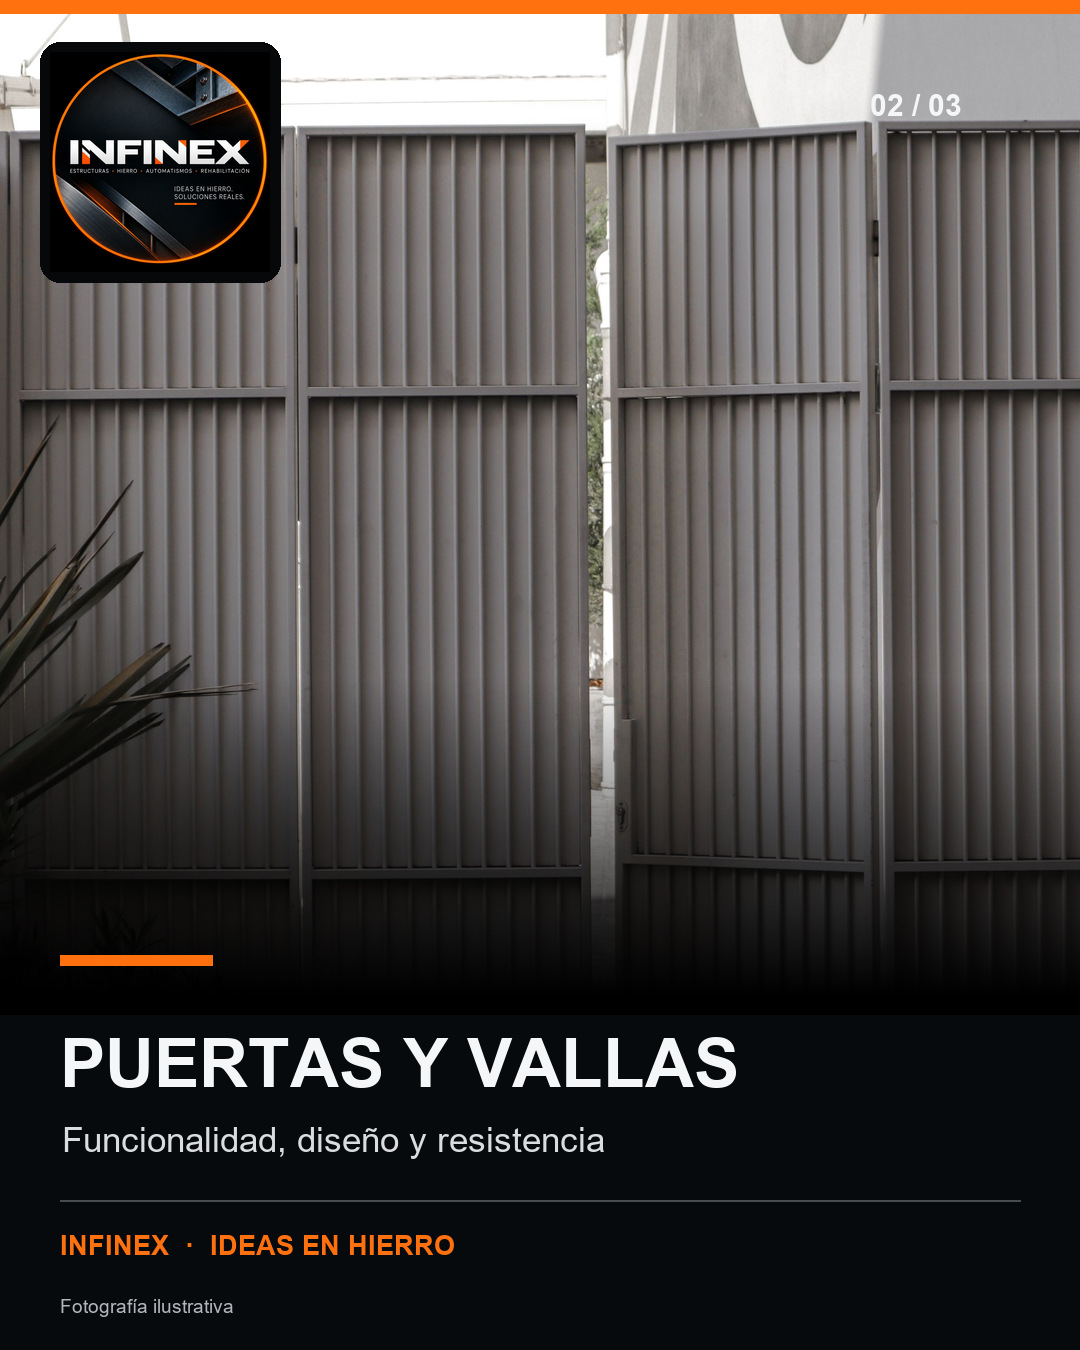 INFINEX
ESTRUCTURAS · HIERRO · AUTOMATISMOS · REHABILITACIÓN
IDEAS EN HIERRO.
SOLUCIONES REALES.
02 / 03
PUERTAS Y VALLAS
Funcionalidad, diseño y resistencia
INFINEX · IDEAS EN HIERRO
Fotografía ilustrativa